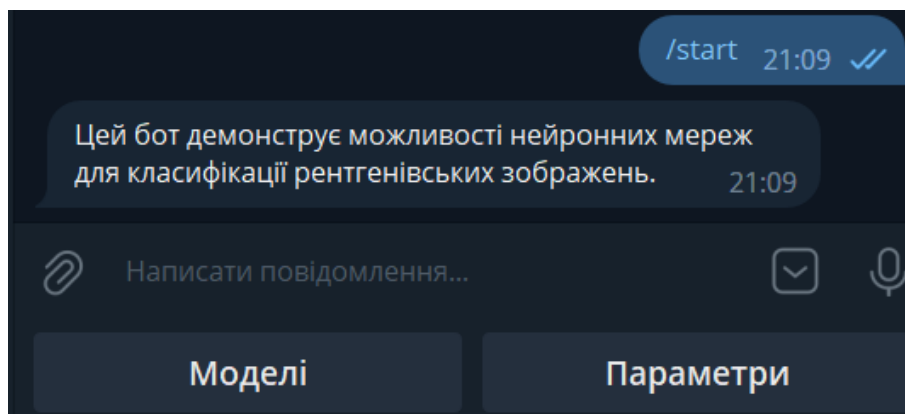 /start 21:09
Цей бот демонструє можливості нейронних мереж
для класифікації рентгенівських зображень. 21:09
Написати повідомлення...
Моделі Параметри